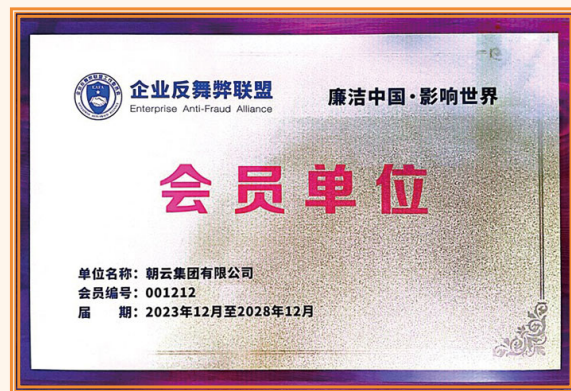 企业反舞弊联盟
Enterprise Anti-Fraud Alliance
廉洁中国·影响世界
会员单位
单位名称：朝云集团有限公司
会员编号：001212
届 期：2023年12月至2028年12月